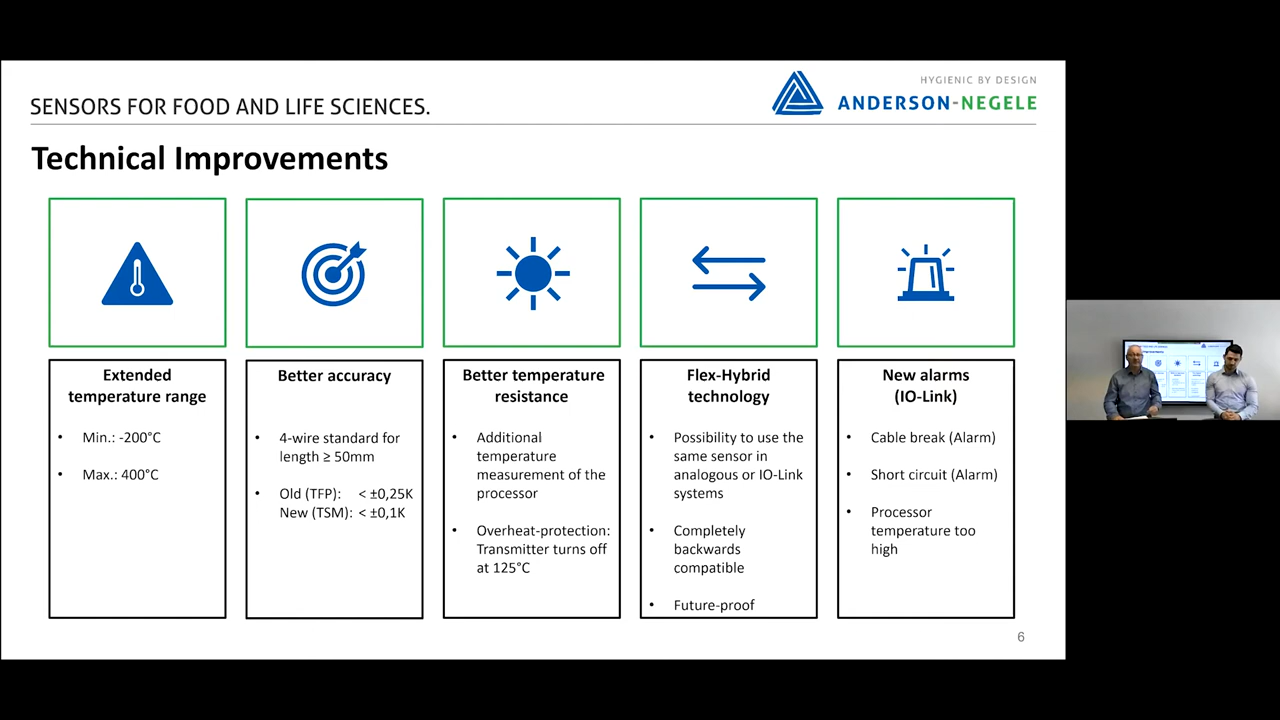 HYGIENIC BY DESIGN
ANDERSON-NEGELE
SENSORS FOR FOOD AND LIFE SCIENCES.
Technical Improvements
Extended
temperature range
• Min.: -200°C
• Max.: 400°C
Better accuracy
• 4-wire standard for
length ≥ 50mm
• Old (TFP): < ±0,25K
New (TSM): < ±0,1K
Better temperature
resistance
• Additional
temperature
measurement of the
processor
• Overheat-protection:
Transmitter turns off
at 125°C
Flex-Hybrid
technology
• Possibility to use the
same sensor in
analogous or IO-Link
systems
• Completely
backwards
compatible
• Future-proof
New alarms
(IO-Link)
• Cable break (Alarm)
• Short circuit (Alarm)
• Processor
temperature too
high
6